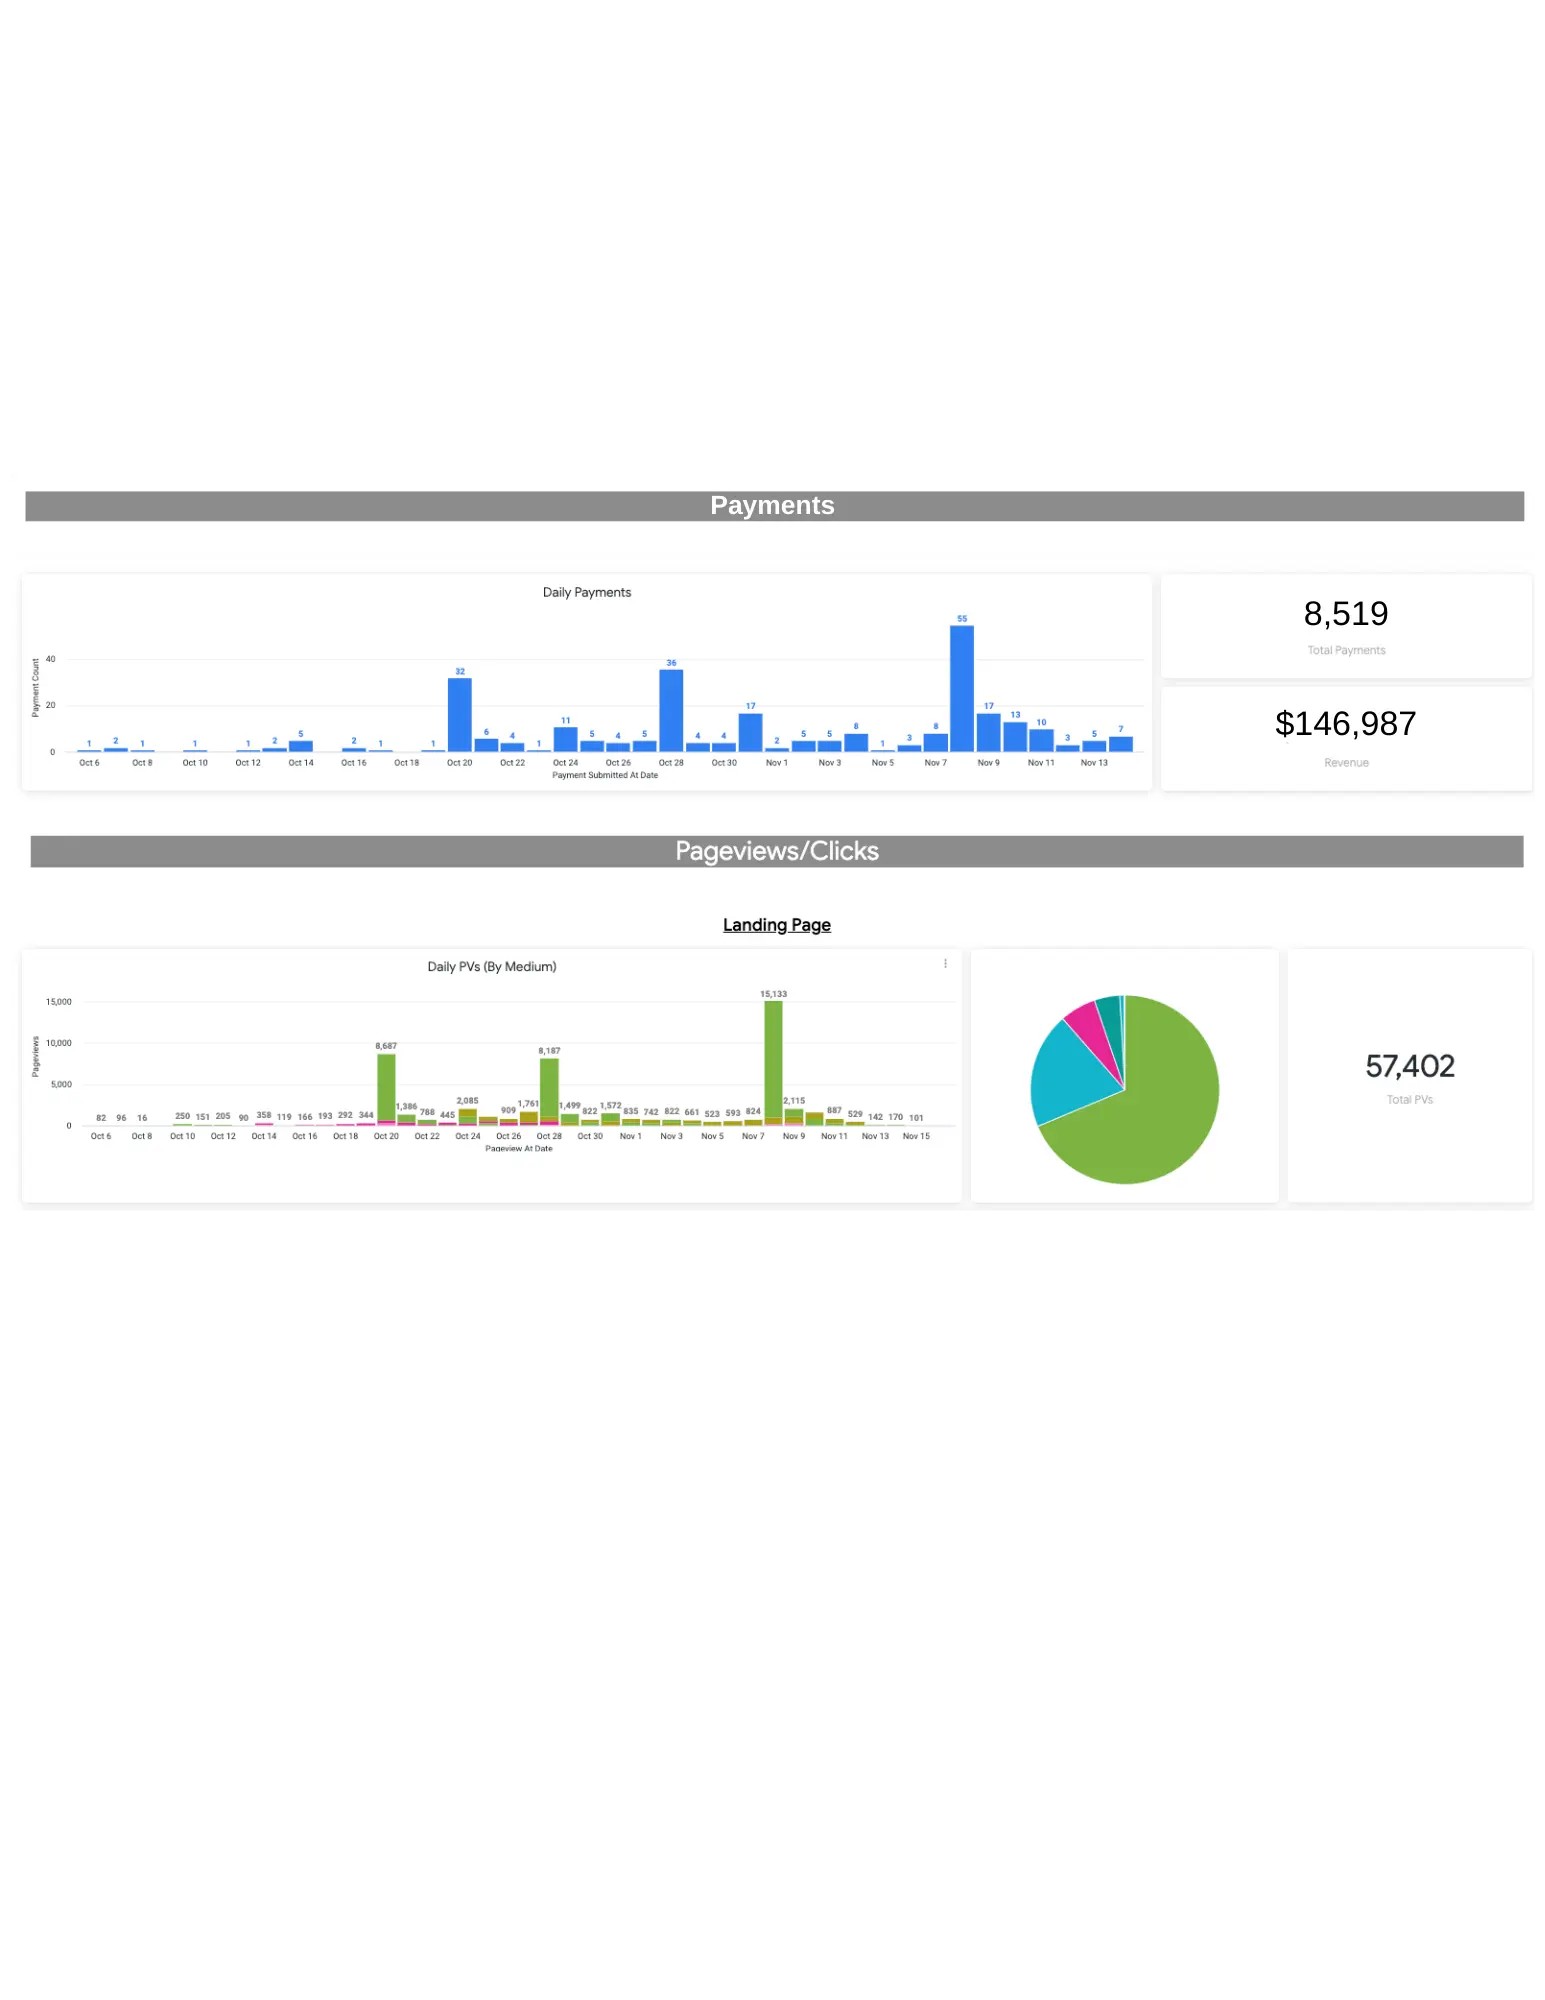 Payments
Daily Payments
Payment Count
40
20
0
1 2 1 1 1 2 5 2 1 1 32 6 4 1 11 5 4 5 36 4 4 17 2 5 5 8 1 3 8 55 17 13 10 3 5 7
Oct 6 Oct 8 Oct 10 Oct 12 Oct 14 Oct 16 Oct 18 Oct 20 Oct 22 Oct 24 Oct 26 Oct 28 Oct 30 Nov 1 Nov 3 Nov 5 Nov 7 Nov 9 Nov 11 Nov 13
Payment Submitted At Date
8,519
Total Payments
$146,987
Revenue
Pageviews/Clicks
Landing Page
Daily PVs (By Medium)
Pageviews
15,000
10,000
5,000
0
82 96 16 250 151 205 90 358 119 166 193 292 344 8,687 1,386 788 445 2,085 909 1,761 8,187 1,499 822 1,572 835 742 822 661 523 593 824 15,133 2,115 887 529 142 170 101
Oct 6 Oct 8 Oct 10 Oct 12 Oct 14 Oct 16 Oct 18 Oct 20 Oct 22 Oct 24 Oct 26 Oct 28 Oct 30 Nov 1 Nov 3 Nov 5 Nov 7 Nov 9 Nov 11 Nov 13 Nov 15
Pageview At Date
57,402
Total PVs